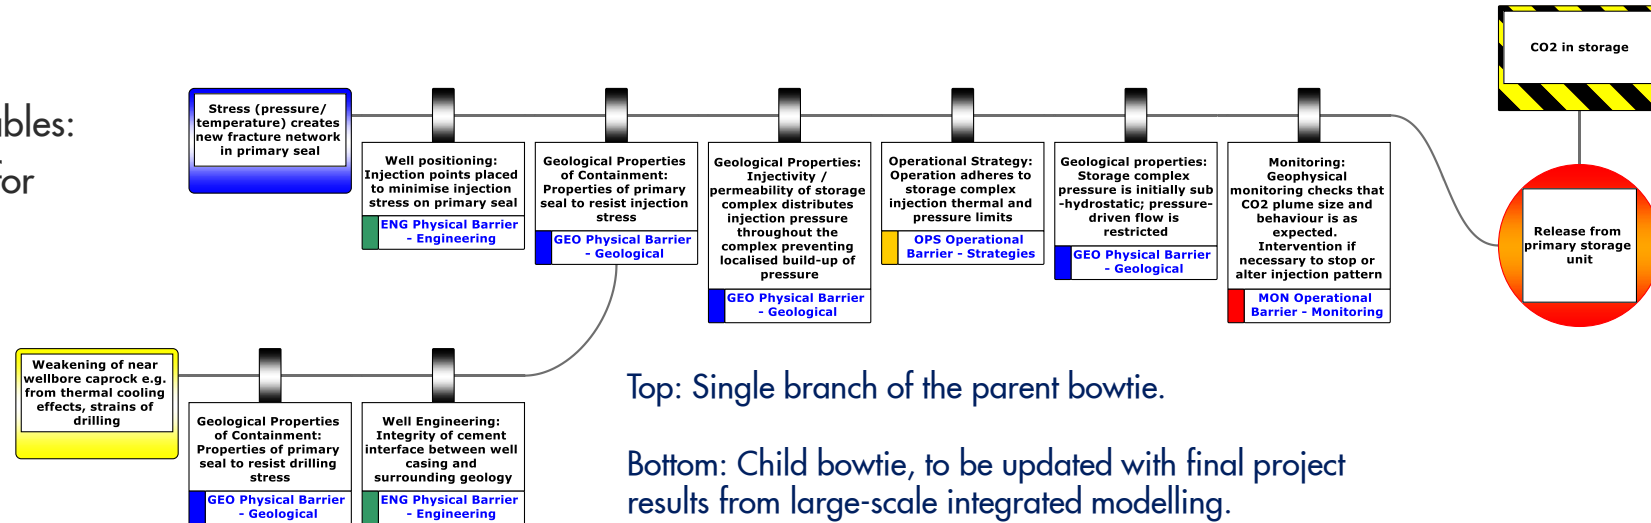 CO2 in storage
ables:
for
Stress (pressure/
temperature) creates
new fracture network
in primary seal
Well positioning:
Injection points placed
to minimise injection
stress on primary seal
ENG Physical Barrier
- Engineering
Geological Properties
of Containment:
Properties of primary
seal to resist injection
stress
GEO Physical Barrier
- Geological
Geological Properties:
Injectivity /
permeability of storage
complex distributes
injection pressure
throughout the
complex preventing
localised build-up of
pressure
GEO Physical Barrier
- Geological
Operational Strategy:
Operation adheres to
storage complex
injection thermal and
pressure limits
OPS Operational
Barrier - Strategies
Geological properties:
Storage complex
pressure is initially sub
-hydrostatic; pressure-
driven flow is
restricted
GEO Physical Barrier
- Geological
Monitoring:
Geophysical
monitoring checks that
CO2 plume size and
behaviour is as
expected.
Intervention if
necessary to stop or
alter injection pattern
MON Operational
Barrier - Monitoring
Release from
primary storage
unit
Weakening of near
wellbore caprock e.g.
from thermal cooling
effects, strains of
drilling
Geological Properties
of Containment:
Properties of primary
seal to resist drilling
stress
GEO Physical Barrier
- Geological
Well Engineering:
Integrity of cement
interface between well
casing and
surrounding geology
ENG Physical Barrier
- Engineering
Top: Single branch of the parent bowtie.
Bottom: Child bowtie, to be updated with final project
results from large-scale integrated modelling.